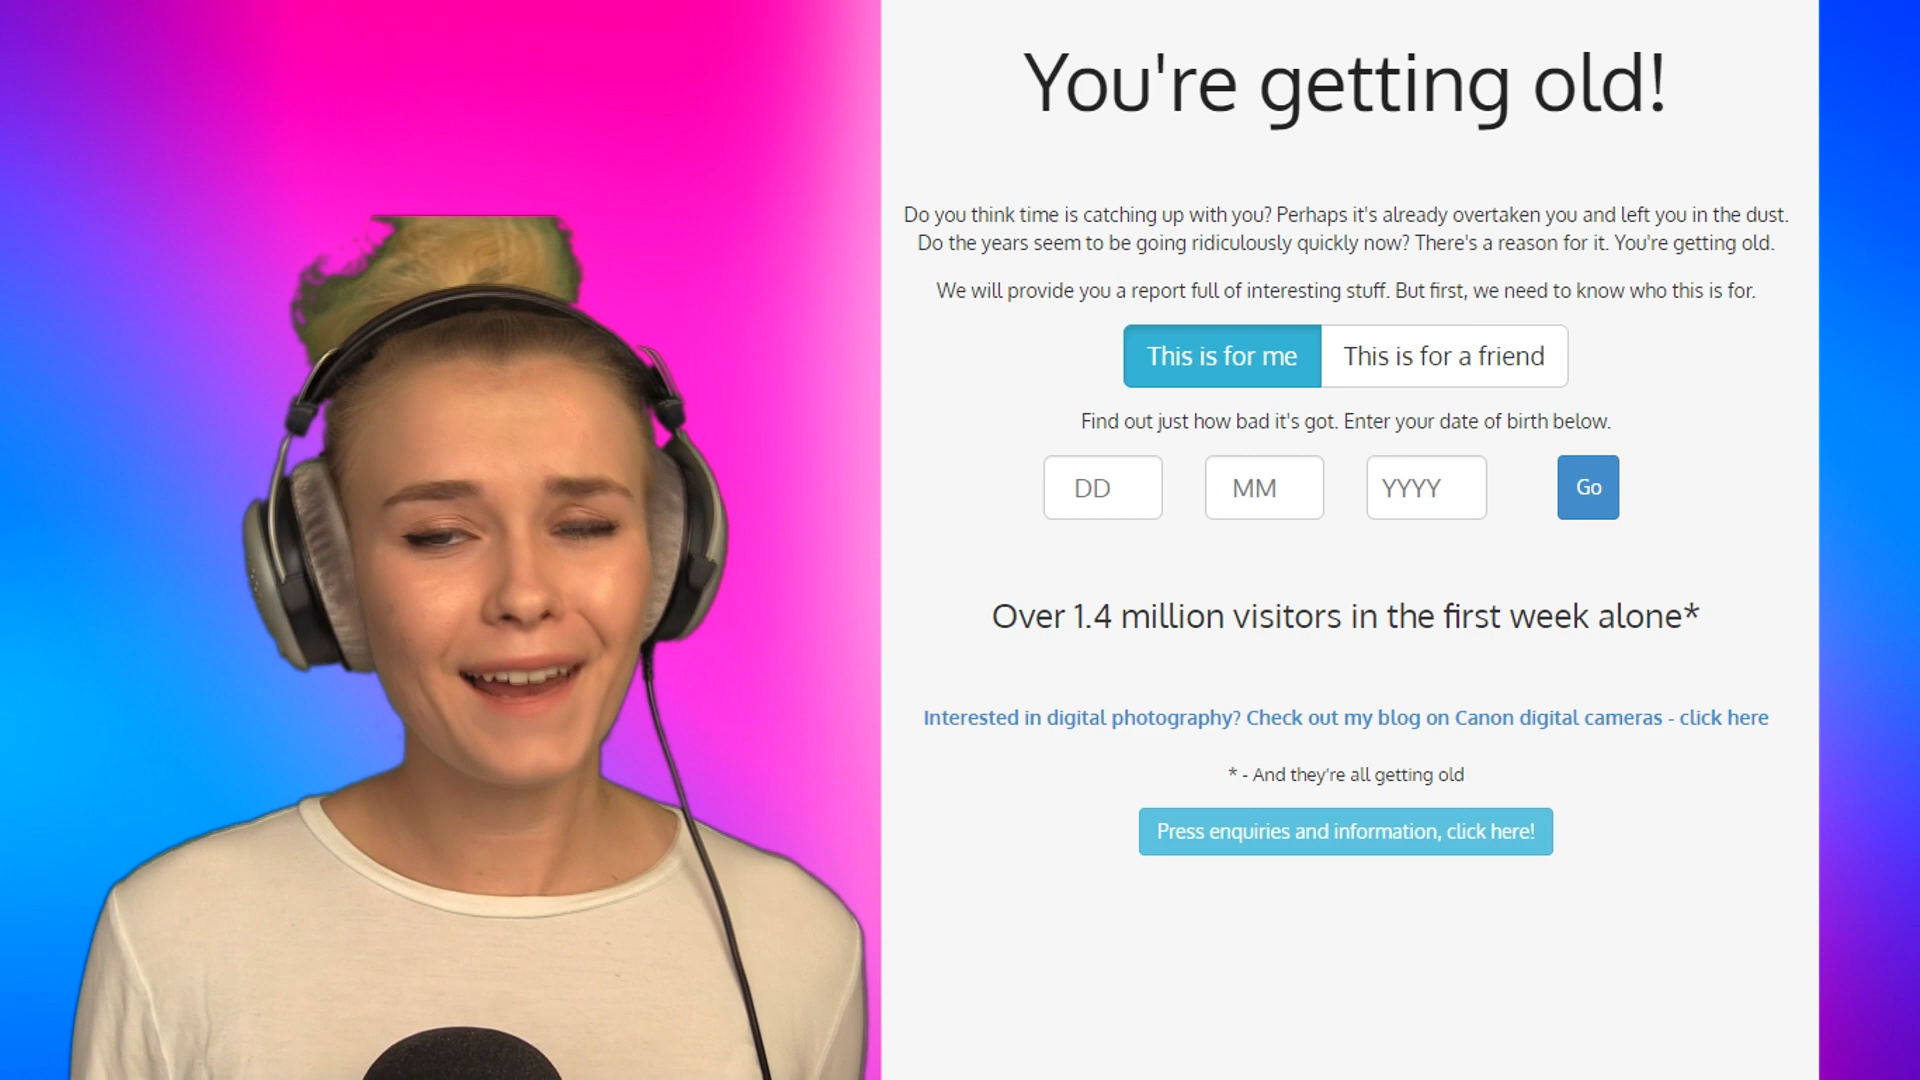 You're getting old!
Do you think time is catching up with you? Perhaps it's already overtaken you and left you in the dust.
Do the years seem to be going ridiculously quickly now? There's a reason for it. You're getting old.
We will provide you a report full of interesting stuff. But first, we need to know who this is for.
This is for me This is for a friend
Find out just how bad it's got. Enter your date of birth below.
DD MM YYYY Go
Over 1.4 million visitors in the first week alone*
Interested in digital photography? Check out my blog on Canon digital cameras - click here
* - And they're all getting old
Press enquiries and information, click here!